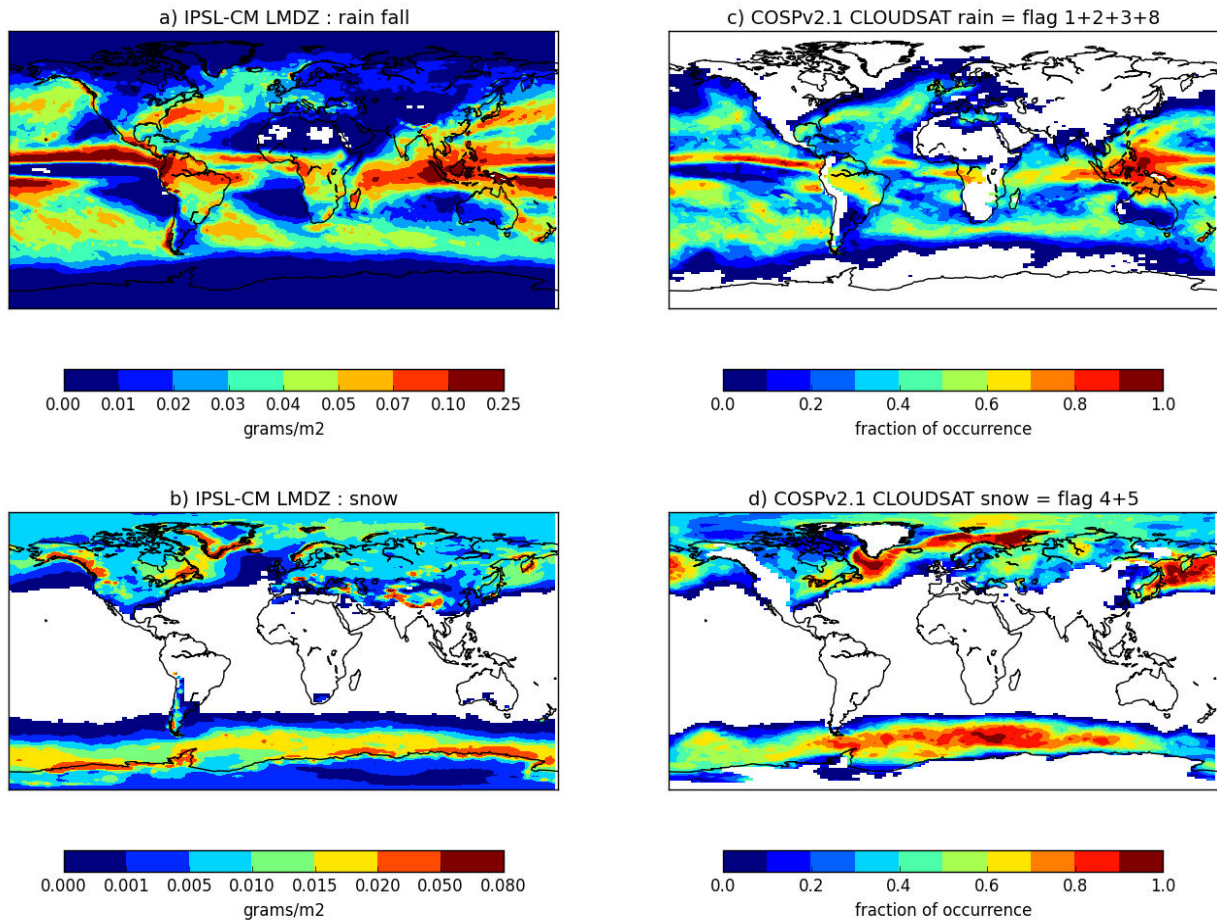 a) IPSL-CM LMDZ : rain fall
0.00 0.01 0.02 0.03 0.04 0.05 0.07 0.10 0.25
grams/m2
c) COSPv2.1 CLOUDSAT rain = flag 1+2+3+8
0.0 0.2 0.4 0.6 0.8 1.0
fraction of occurrence
b) IPSL-CM LMDZ : snow
0.000 0.001 0.005 0.010 0.015 0.020 0.050 0.080
grams/m2
d) COSPv2.1 CLOUDSAT snow = flag 4+5
0.0 0.2 0.4 0.6 0.8 1.0
fraction of occurrence